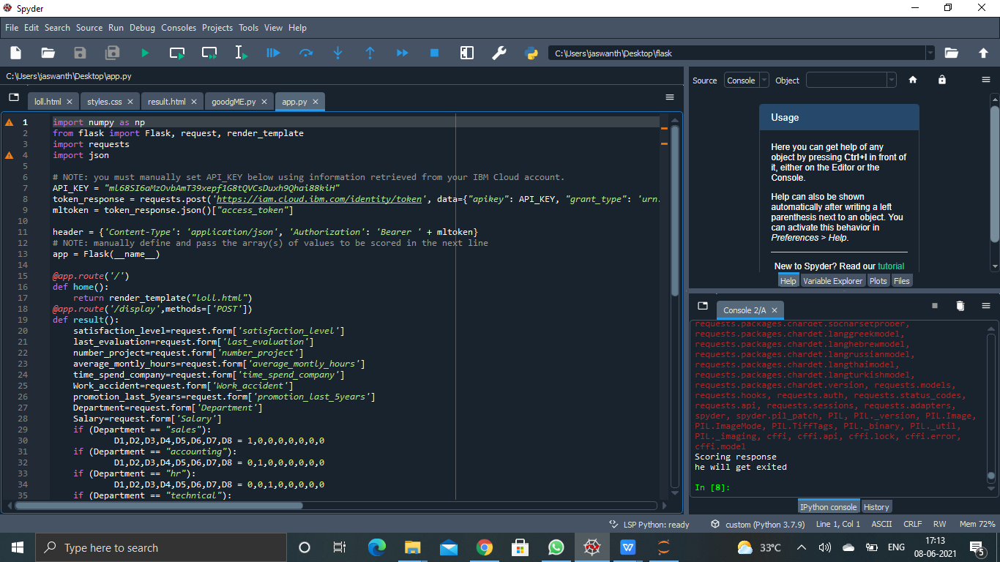 Spyder
File Edit Search Source Run Debug Consoles Projects Tools View Help
C:\Users\jaswanth\Desktop\flask
C:\Users\jaswanth\Desktop\app.py
loll.html styles.css result.html goodgME.py app.py
1 import numpy as np
2 from flask import Flask, request, render_template
3 import requests
4 import json
5
6 # NOTE: you must manually set API_KEY below using information retrieved from your IBM Cloud account.
7 API_KEY = "ml68SI6aMzOvbAmT39xepf1G8tQVCsDuxh9Qhai88kiH"
8 token_response = requests.post('https://iam.cloud.ibm.com/identity/token', data={"apikey": API_KEY, "grant_type": 'urn:
9 mltoken = token_response.json()["access_token"]
10
11 header = {'Content-Type': 'application/json', 'Authorization': 'Bearer ' + mltoken}
12 # NOTE: manually define and pass the array(s) of values to be scored in the next line
13 app = Flask(__name__)
14
15 @app.route('/')
16 def home():
17 return render_template("loll.html")
18 @app.route('/display',methods=['POST'])
19 def result():
20 satisfaction_level=request.form['satisfaction_level']
21 last_evaluation=request.form['last_evaluation']
22 number_project=request.form['number_project']
23 average_montly_hours=request.form['average_montly_hours']
24 time_spend_company=request.form['time_spend_company']
25 Work_accident=request.form['Work_accident']
26 promotion_last_5years=request.form['promotion_last_5years']
27 Department=request.form['Department']
28 Salary=request.form['Salary']
29 if (Department == "sales"):
30 D1,D2,D3,D4,D5,D6,D7,D8 = 1,0,0,0,0,0,0,0
31 if (Department == "accounting"):
32 D1,D2,D3,D4,D5,D6,D7,D8 = 0,1,0,0,0,0,0,0
33 if (Department == "hr"):
34 D1,D2,D3,D4,D5,D6,D7,D8 = 0,0,1,0,0,0,0,0
35 if (Department == "technical"):
Source Console Object
Usage
Here you can get help of any
object by pressing Ctrl+I in front of
it, either on the Editor or the
Console.
Help can also be shown
automatically after writing a left
parenthesis next to an object. You
can activate this behavior in
Preferences > Help.
New to Spyder? Read our tutorial
Help Variable Explorer Plots Files
Console 2/A
requests.packages.chardet.sbcharsetprober,
requests.packages.chardet.langgreekmodel,
requests.packages.chardet.langhebrewmodel,
requests.packages.chardet.langrussianmodel,
requests.packages.chardet.langthaimodel,
requests.packages.chardet.langturkishmodel,
requests.packages.chardet.version, requests.models,
requests.hooks, requests.auth, requests.status_codes,
requests.api, requests.sessions, requests.adapters,
spyder, spyder.pil_patch, PIL, PIL._version, PIL.Image,
PIL.ImageMode, PIL.TiffTags, PIL._binary, PIL._util,
PIL._imaging, cffi, cffi.api, cffi.lock, cffi.error,
cffi.model
Scoring response
he will get exited
In [8]:
IPython console History
LSP Python: ready custom (Python 3.7.9) Line 1, Col 1 ASCII CRLF RW Mem 72%
Type here to search
33°C ENG 17:13
08-06-2021
5